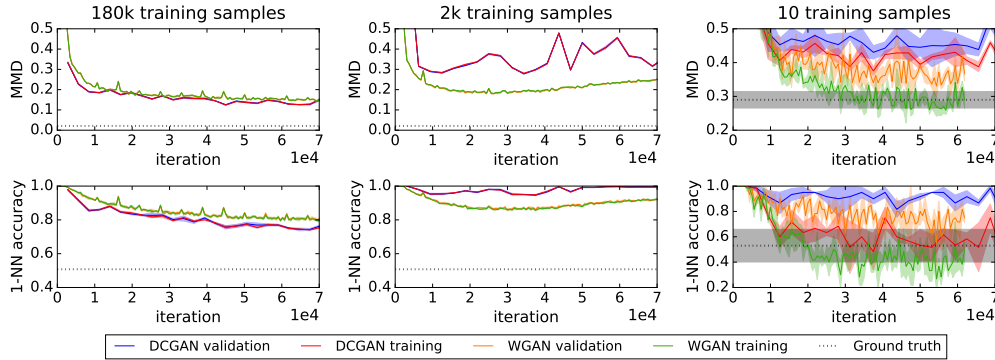 180k training samples
2k training samples
10 training samples
MMD
0.5
0.4
0.3
0.2
0.1
0.0
0 1 2 3 4 5 6 7
iteration
1e4
MMD
0.5
0.4
0.3
0.2
0.1
0.0
0 1 2 3 4 5 6 7
iteration
1e4
MMD
0.5
0.4
0.3
0.2
0 1 2 3 4 5 6 7
iteration
1e4
1-NN accuracy
1.0
0.8
0.6
0.4
0 1 2 3 4 5 6 7
iteration
1e4
1-NN accuracy
1.0
0.8
0.6
0.4
0.2
0 1 2 3 4 5 6 7
iteration
1e4
1-NN accuracy
1.0
0.8
0.6
0.4
0.2
0 1 2 3 4 5 6 7
iteration
1e4
DCGAN validation DCGAN training WGAN validation WGAN training Ground truth